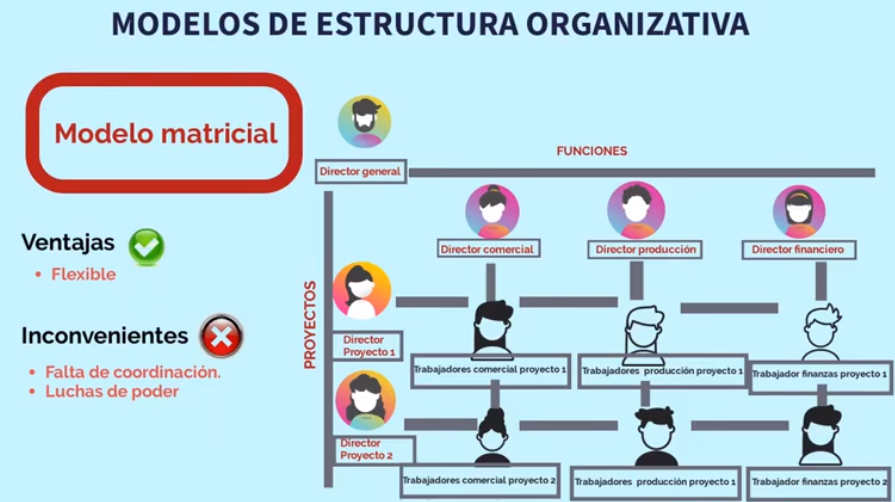 MODELOS DE ESTRUCTURA ORGANIZATIVA
Modelo matricial
Ventajas
• Flexible
Inconvenientes
• Falta de coordinación.
• Luchas de poder
FUNCIONES
Director general
Director comercial
Director producción
Director financiero
PROYECTOS
Director
Proyecto 1
Trabajadores comercial proyecto 1
Trabajadores producción proyecto 1
Trabajador finanzas proyecto 1
Director
Proyecto 2
Trabajadores comercial proyecto 2
Trabajadores producción proyecto 1
Trabajador finanzas proyecto 2